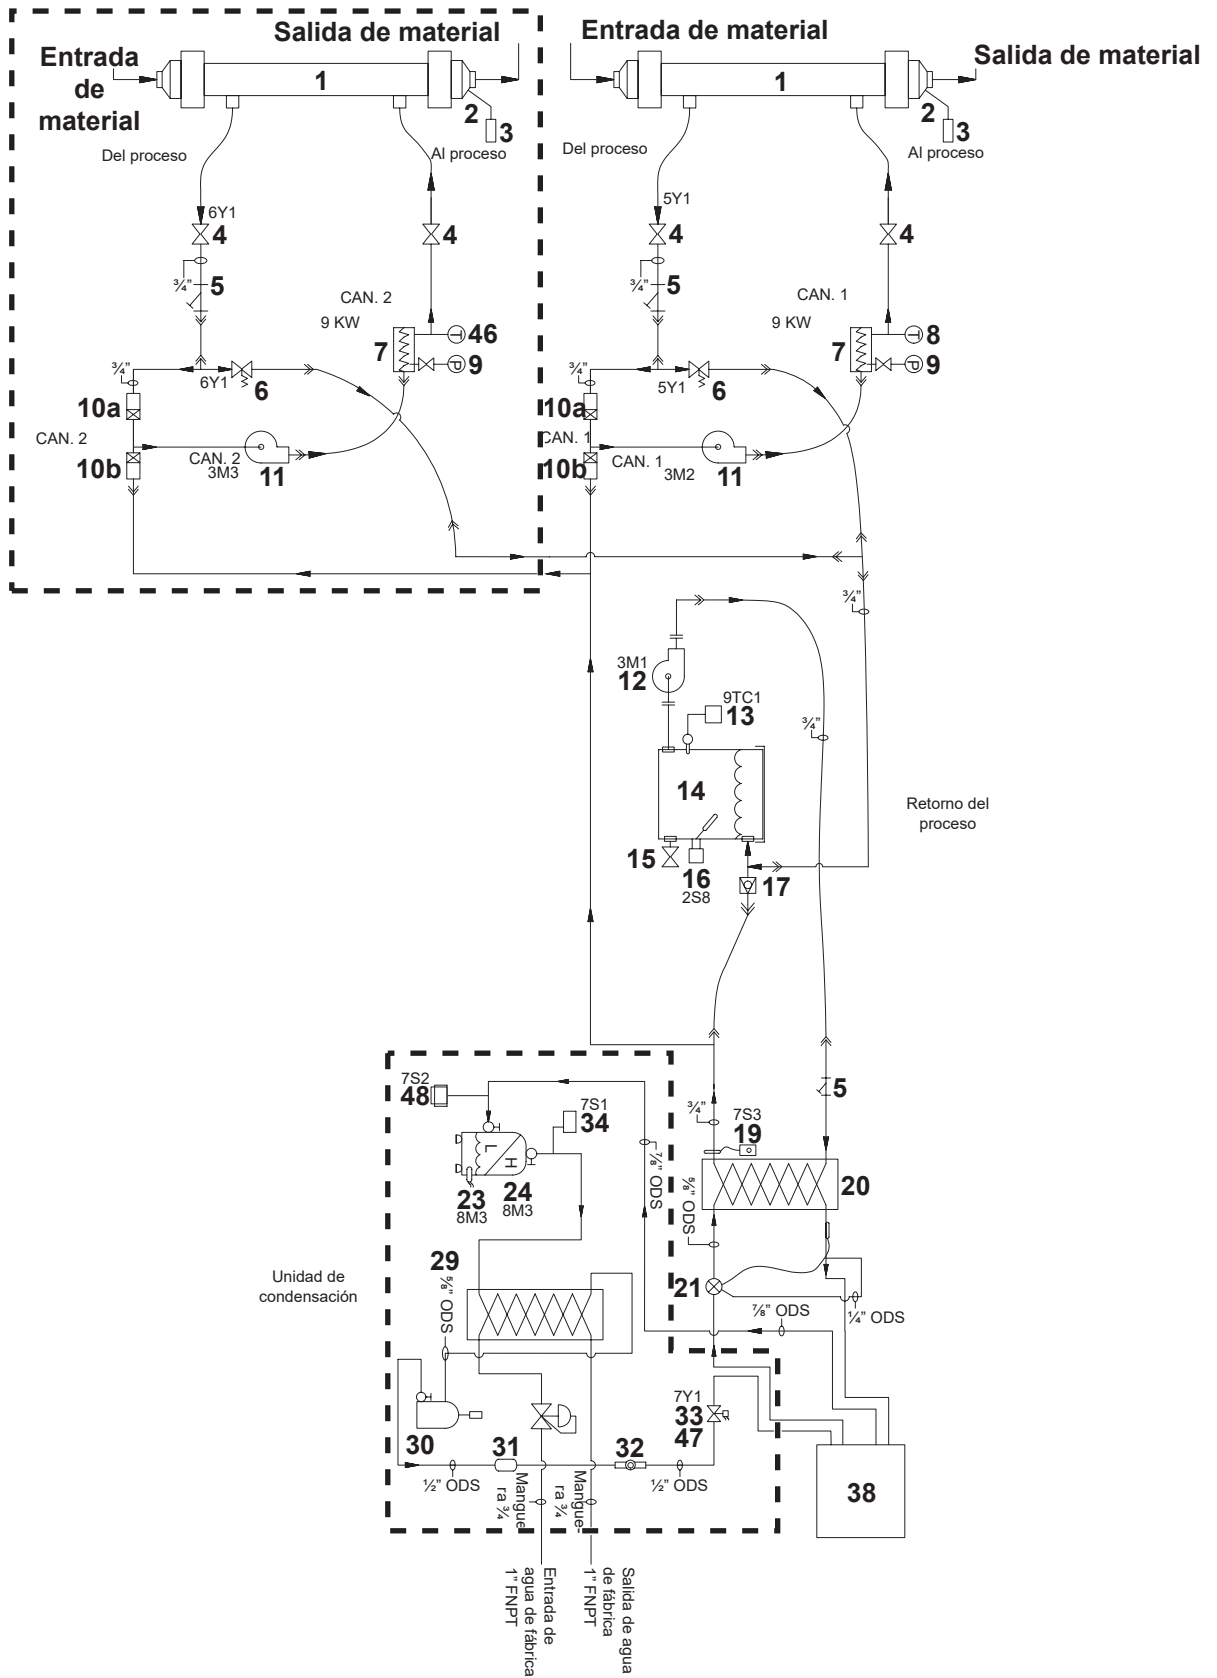 Salida de material
Entrada
de
material
1
2
3
Del proceso
Al proceso
6Y1
4
4
¾"
5
CAN. 2
9 KW
7
46
9
¾"
6Y1
6
10a
CAN. 2
10b
CAN. 2
3M3
11
Entrada de material
Salida de material
1
2
3
Del proceso
Al proceso
5Y1
4
4
¾"
5
CAN. 1
9 KW
7
8
9
¾"
5Y1
6
10a
CAN. 1
10b
CAN. 1
3M2
11
¾"
3M1
12
9TC1
13
¾"
14
Retorno del
proceso
15
16
2S8
17
5
7S2
48
7S1
34
¾"
7S3
19
⅞" ODS
20
23
8M3
24
8M3
L
H
⅝" ODS
Unidad de
condensación
29
⅝" ODS
21
¼" ODS
⅞" ODS
7Y1
33
47
30
31
32
½" ODS
½" ODS
38
Mangue-
ra ¾
Mangue-
ra ¾
Entrada de
agua de fábrica
1" FNPT
Salida de agua
de fábrica
1" FNPT
T
P
T
P